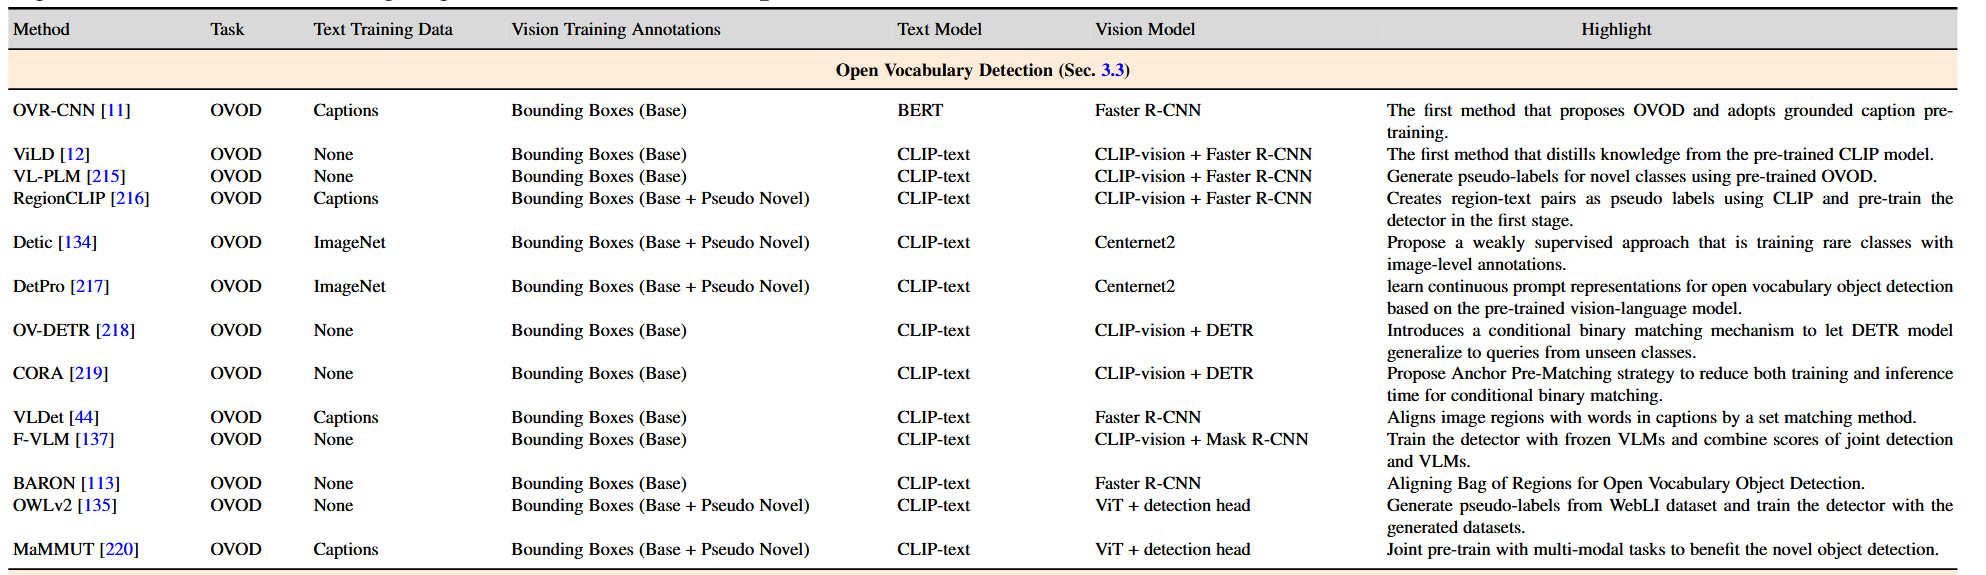 Method Task Text Training Data Vision Training Annotations Text Model Vision Model Highlight
Open Vocabulary Detection (Sec. 3.3)
OVR-CNN [11] OVOD Captions Bounding Boxes (Base) BERT Faster R-CNN The first method that proposes OVOD and adopts grounded caption pre-
training.
ViLD [12] OVOD None Bounding Boxes (Base) CLIP-text CLIP-vision + Faster R-CNN The first method that distills knowledge from the pre-trained CLIP model.
VL-PLM [215] OVOD None Bounding Boxes (Base) CLIP-text CLIP-vision + Faster R-CNN Generate pseudo-labels for novel classes using pre-trained OVOD.
RegionCLIP [216] OVOD Captions Bounding Boxes (Base + Pseudo Novel) CLIP-text CLIP-vision + Faster R-CNN Creates region-text pairs as pseudo labels using CLIP and pre-train the
detector in the first stage.
Detic [134] OVOD ImageNet Bounding Boxes (Base + Pseudo Novel) CLIP-text Centernet2 Propose a weakly supervised approach that is training rare classes with
image-level annotations.
DetPro [217] OVOD ImageNet Bounding Boxes (Base + Pseudo Novel) CLIP-text Centernet2 learn continuous prompt representations for open vocabulary object detection
based on the pre-trained vision-language model.
OV-DETR [218] OVOD None Bounding Boxes (Base) CLIP-text CLIP-vision + DETR Introduces a conditional binary matching mechanism to let DETR model
generalize to queries from unseen classes.
CORA [219] OVOD None Bounding Boxes (Base) CLIP-text CLIP-vision + DETR Propose Anchor Pre-Matching strategy to reduce both training and inference
time for conditional binary matching.
VLDet [44] OVOD Captions Bounding Boxes (Base) CLIP-text Faster R-CNN Aligns image regions with words in captions by a set matching method.
F-VLM [137] OVOD None Bounding Boxes (Base) CLIP-text CLIP-vision + Mask R-CNN Train the detector with frozen VLMs and combine scores of joint detection
and VLMs.
BARON [113] OVOD None Bounding Boxes (Base) CLIP-text Faster R-CNN Aligning Bag of Regions for Open Vocabulary Object Detection.
OWLv2 [135] OVOD None Bounding Boxes (Base + Pseudo Novel) CLIP-text ViT + detection head Generate pseudo-labels from WebLI dataset and train the detector with the
generated datasets.
MaMMUT [220] OVOD Captions Bounding Boxes (Base + Pseudo Novel) CLIP-text ViT + detection head Joint pre-train with multi-modal tasks to benefit the novel object detection.